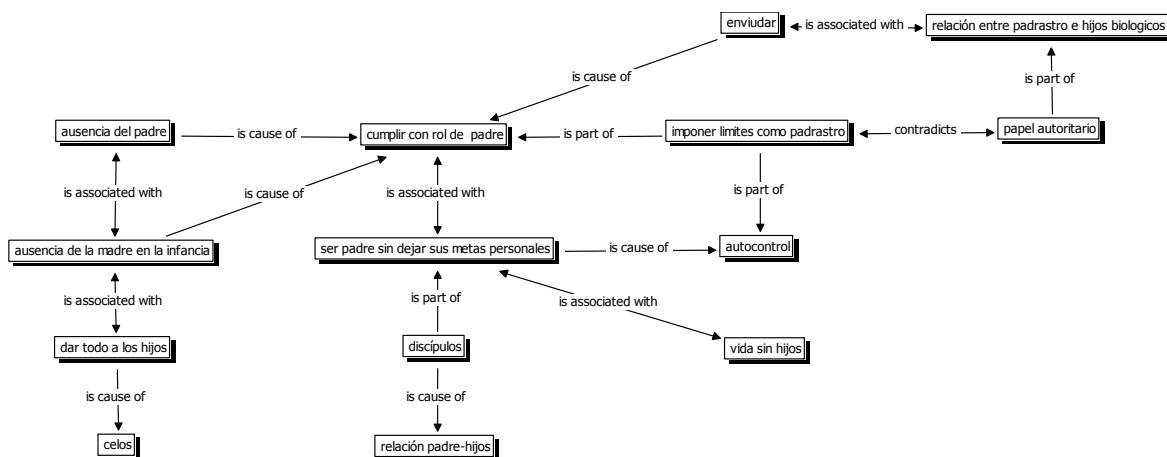 enviudar
is associated with
relación entre padrastro e hijos biologicos
is cause of
is part of
ausencia del padre
is cause of
cumplir con rol de padre
is part of
imponer limites como padrastro
contradicts
papel autoritario
is associated with
is cause of
is associated with
is part of
ausencia de la madre en la infancia
ser padre sin dejar sus metas personales
is cause of
autocontrol
is associated with
is part of
is associated with
dar todo a los hijos
discípulos
vida sin hijos
is cause of
is cause of
celos
relación padre-hijos